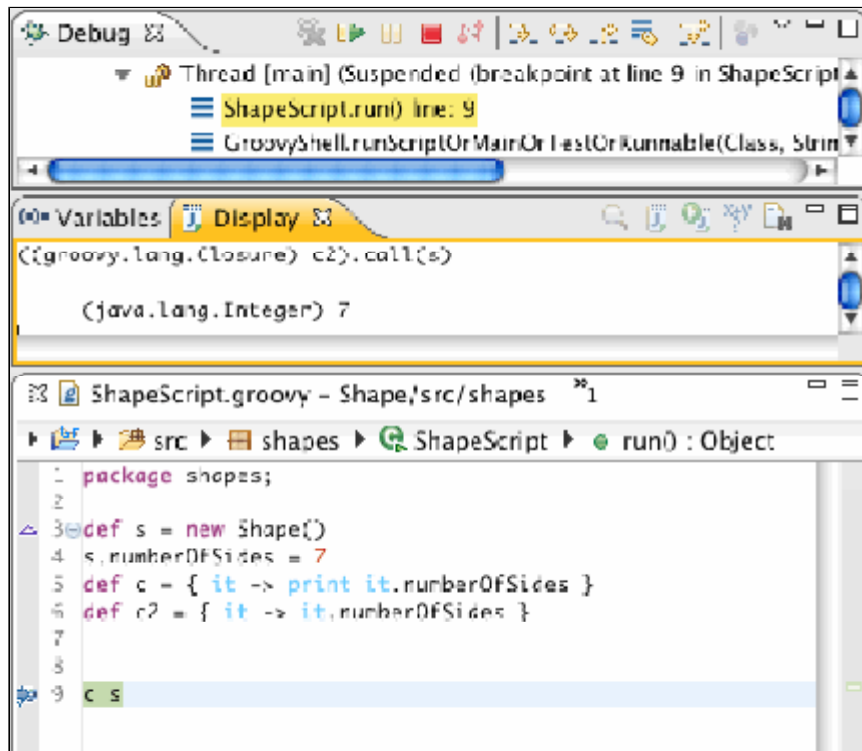 Debug
Thread [main] (Suspended (breakpoint at line 9 in ShapeScript
ShapeScript.run() line: 9
GroovyShell.runScriptOrMainOrTestOrRunnable(Class, Strin
(x)= Variables Display
((groovy.lang.Closure) c2).call(s)
(java.lang.Integer) 7
ShapeScript.groovy – Shape/src/shapes »1
src shapes ShapeScript run() : Object
1 package shapes;
2
3 def s = new Shape()
4 s.numberOfSides = 7
5 def c = { it -> print it.numberOfSides }
6 def c2 = { it -> it.numberOfSides }
7
8
9 c s